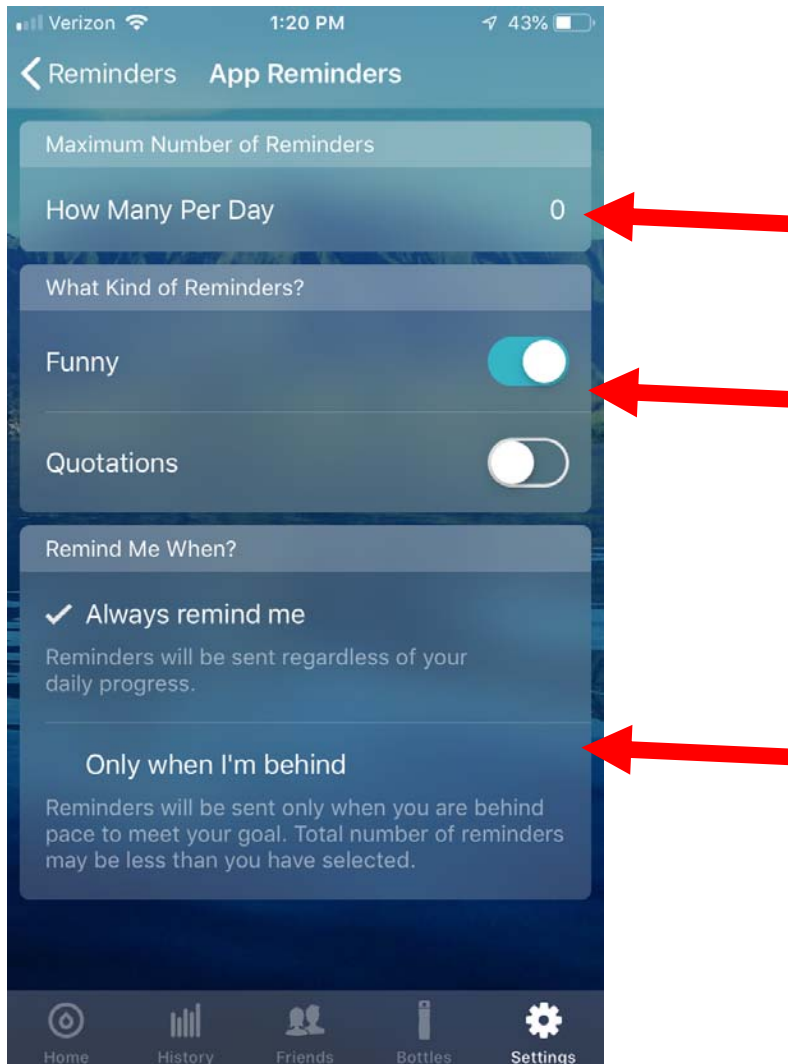 Verizon 1:20 PM 43%
Reminders App Reminders
Maximum Number of Reminders
How Many Per Day 0
What Kind of Reminders?
Funny
Quotations
Remind Me When?
Always remind me
Reminders will be sent regardless of your
daily progress.
Only when I'm behind
Reminders will be sent only when you are behind
pace to meet your goal. Total number of reminders
may be less than you have selected.
Home History Friends Bottles Settings